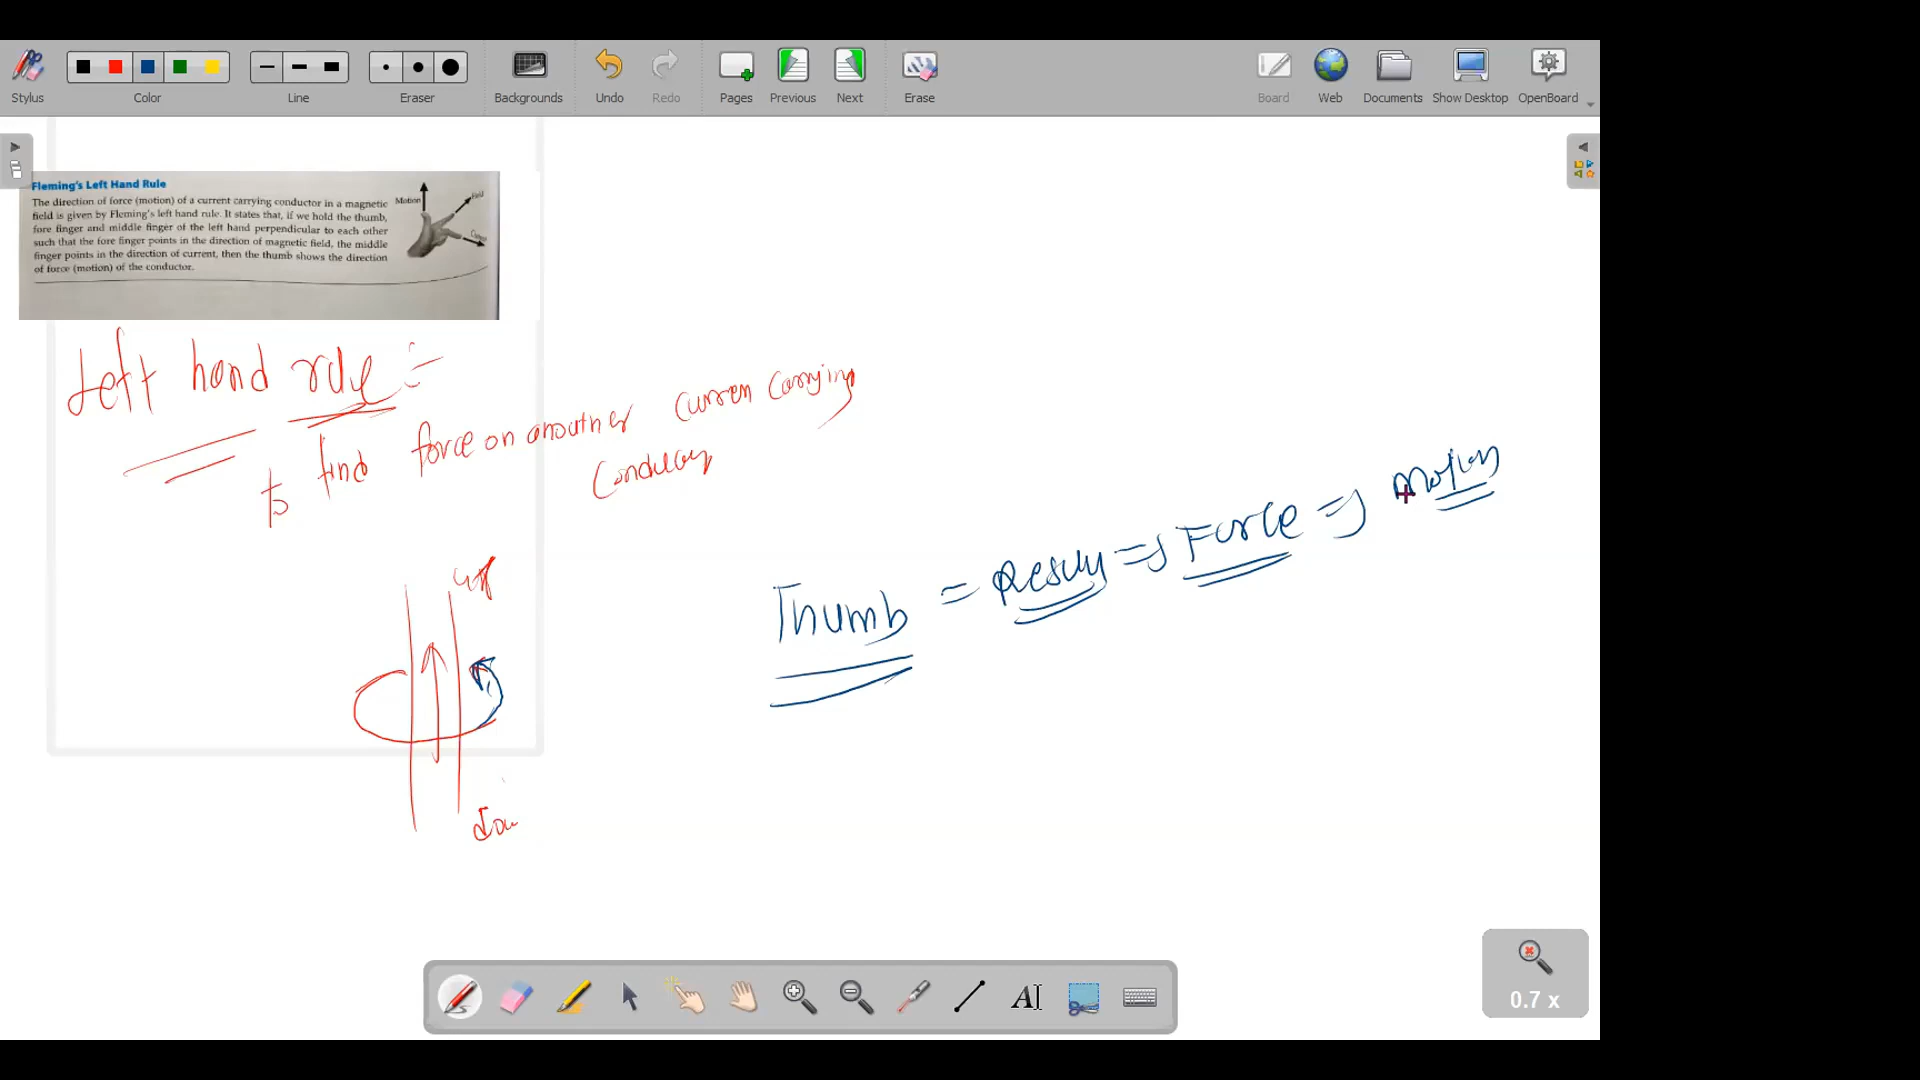 Stylus
Color
Line
Eraser
Backgrounds
Undo
Redo
Pages
Previous
Next
Erase
Board
Web
Documents
Show Desktop
OpenBoard
Fleming's Left Hand Rule
The direction of force (motion) of a current carrying conductor in a magnetic
field is given by Fleming's left hand rule. It states that, if we hold the thumb,
fore finger and middle finger of the left hand perpendicular to each other
such that the fore finger points in the direction of magnetic field, the middle
finger points in the direction of current, then the thumb shows the direction
of force (motion) of the conductor.
Motion
Field
Current
Left hand rule :-
to find force on anouther curren carrying
Thumb = Result => Force => motion
0.7 x